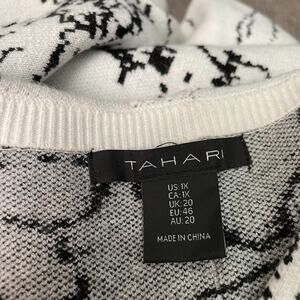 TAHARI
US: 1X
CA: 1X
UK: 20
EU: 46
AU: 20
MADE IN CHINA